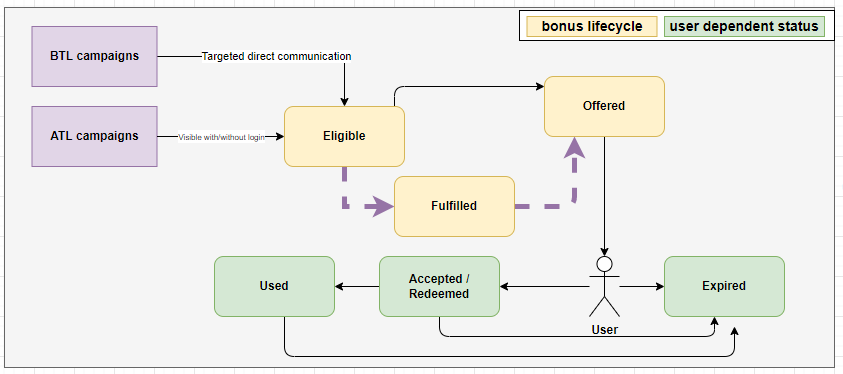 bonus lifecycle
user dependent status
BTL campaigns
Targeted direct communication
Offered
ATL campaigns
Visible with/without login
Eligible
Fulfilled
Used
Accepted /
Redeemed
Expired
User